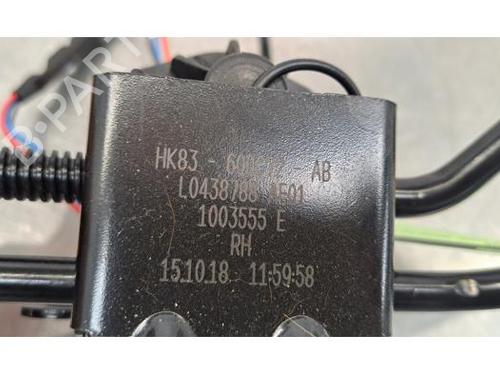 B-PARTS
HK83 - - AB
1003555 E
RH
15.10.18 11:59:58